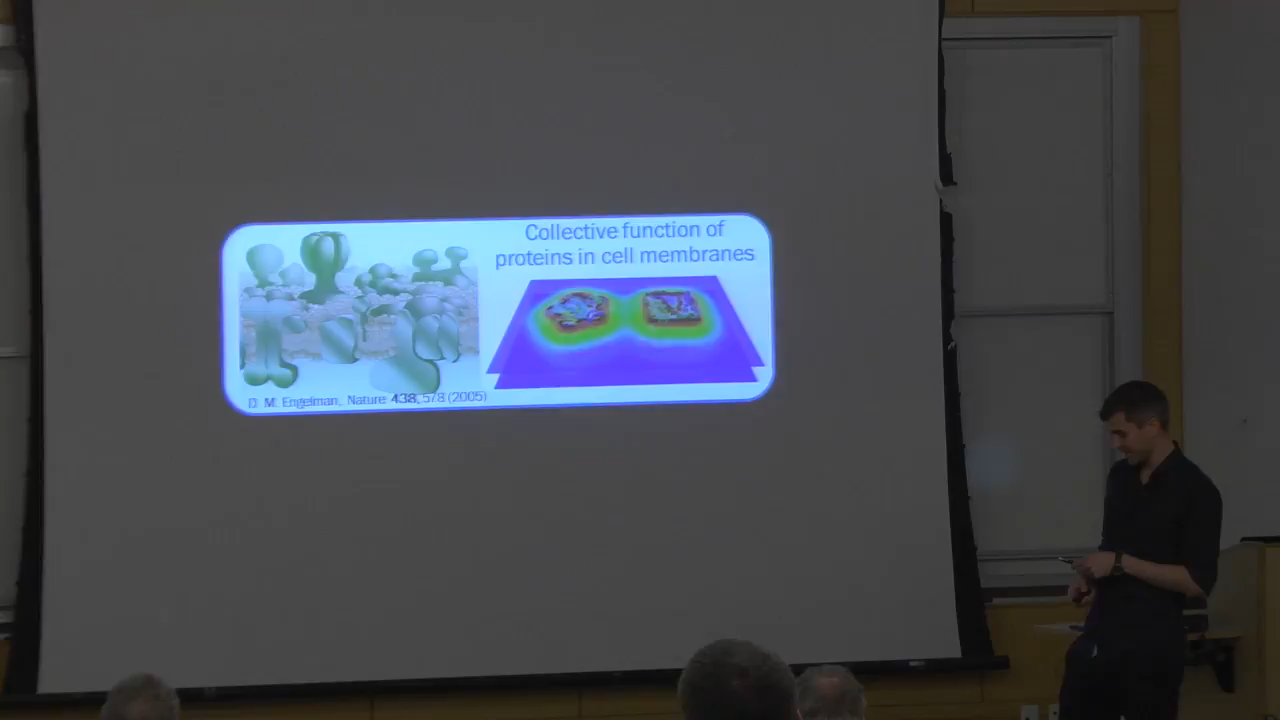 Collective function of
proteins in cell membranes
D. M. Engelman, Nature 438, 578 (2005)